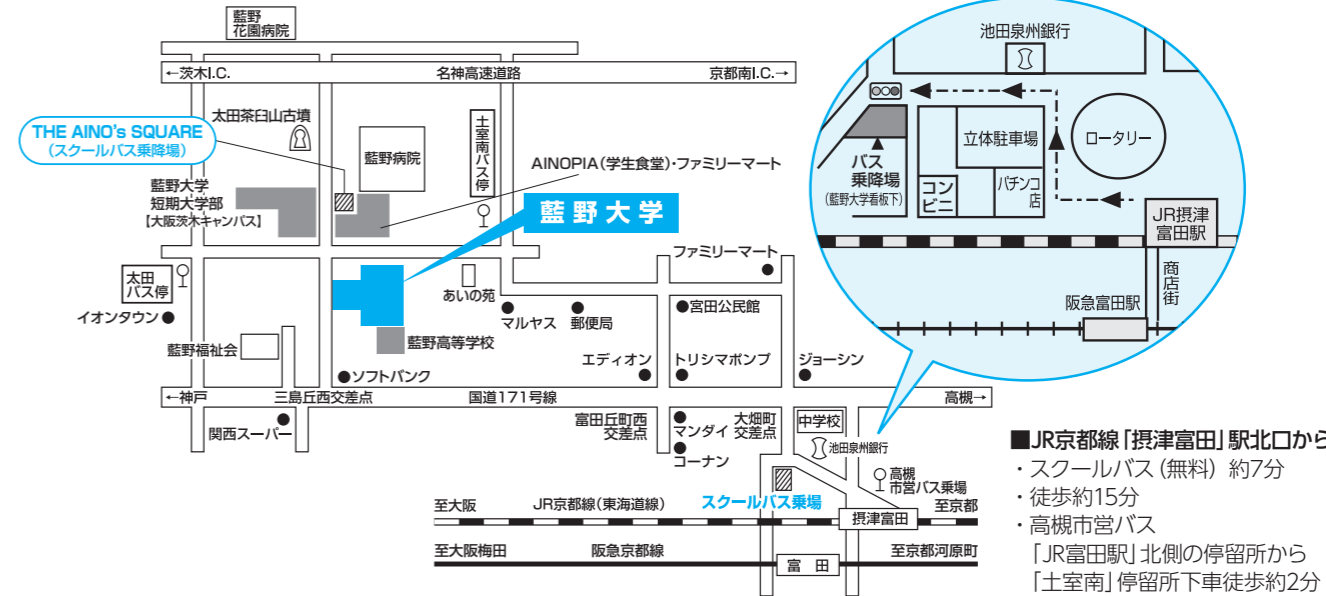 藍野
花園病院
←茨木I.C.
名神高速道路
京都南I.C.→
太田茶臼山古墳
THE AINO's SQUARE
(スクールバス乗降場)
藍野病院
土室南バス停
AINOPIA(学生食堂)・ファミリーマート
藍野大学
短期大学部
【大阪茨木キャンパス】
藍野大学
太田
バス停
イオンタウン
あいの苑
マルヤス
郵便局
ファミリーマート
宮田公民館
藍野高等学校
藍野福祉会
エディオン
トリシマポンプ
ジョーシン
ソフトバンク
←神戸
三島丘西交差点
国道171号線
高槻→
関西スーパー
富田丘町西
交差点
マンダイ
コーナン
大畑町
交差点
中学校
池田泉州銀行
高槻
市営バス乗場
スクールバス乗場
至大阪
JR京都線(東海道線)
摂津富田
至京都
至大阪梅田
阪急京都線
富田
至京都河原町
池田泉州銀行
立体駐車場
ロータリー
バス
乗降場
(藍野大学看板下)
コン
ビニ
パチンコ
店
JR摂津
富田駅
商店街
阪急富田駅
■JR京都線「摂津富田」駅北口から
・スクールバス(無料) 約7分
・徒歩約15分
・高槻市営バス
「JR富田駅」北側の停留所から
「土室南」停留所下車徒歩約2分